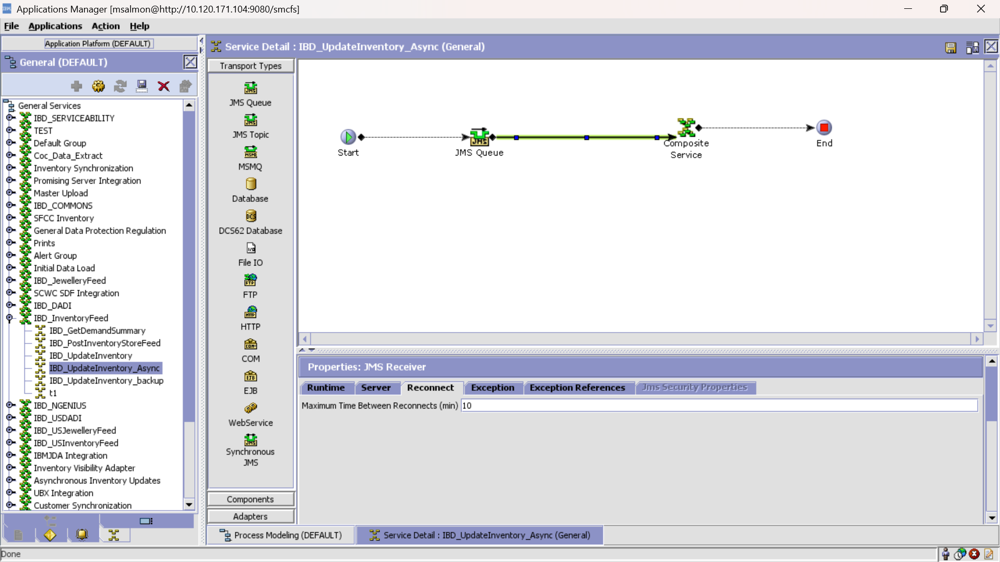 Applications Manager [msalmon@http://10.120.171.104:9080/smcfs]
File Applications Action Help
Application Platform (DEFAULT)
General (DEFAULT)
General Services
IBD_SERVICEABILITY
TEST
Default Group
Coc_Data_Extract
Inventory Synchronization
Promising Server Integration
Master Upload
IBD_COMMONS
SFCC Inventory
General Data Protection Regulation
Prints
Alert Group
Initial Data Load
IBD_JewelleryFeed
SCWC SDF Integration
IBD_DADI
IBD_InventoryFeed
IBD_GetDemandSummary
IBD_PostInventoryStoreFeed
IBD_UpdateInventory
IBD_UpdateInventory_Async
IBD_UpdateInventory_backup
t1
IBD_NGENIUS
IBD_USDADI
IBD_USJewelleryFeed
IBD_USInventoryFeed
IBMJDA Integration
Inventory Visibility Adapter
Asynchronous Inventory Updates
UBX Integration
Customer Synchronization
Service Detail : IBD_UpdateInventory_Async (General)
Transport Types
JMS Queue
JMS Topic
MSMQ
Database
DCS62 Database
File IO
FTP
HTTP
COM
EJB
WebService
Synchronous
JMS
Components
Adapters
Start
JMS Queue
Composite
Service
End
Properties: JMS Receiver
Runtime Server Reconnect Exception Exception References Jms Security Properties
Maximum Time Between Reconnects (min) 10
Process Modeling (DEFAULT) Service Detail : IBD_UpdateInventory_Async (General)
Done